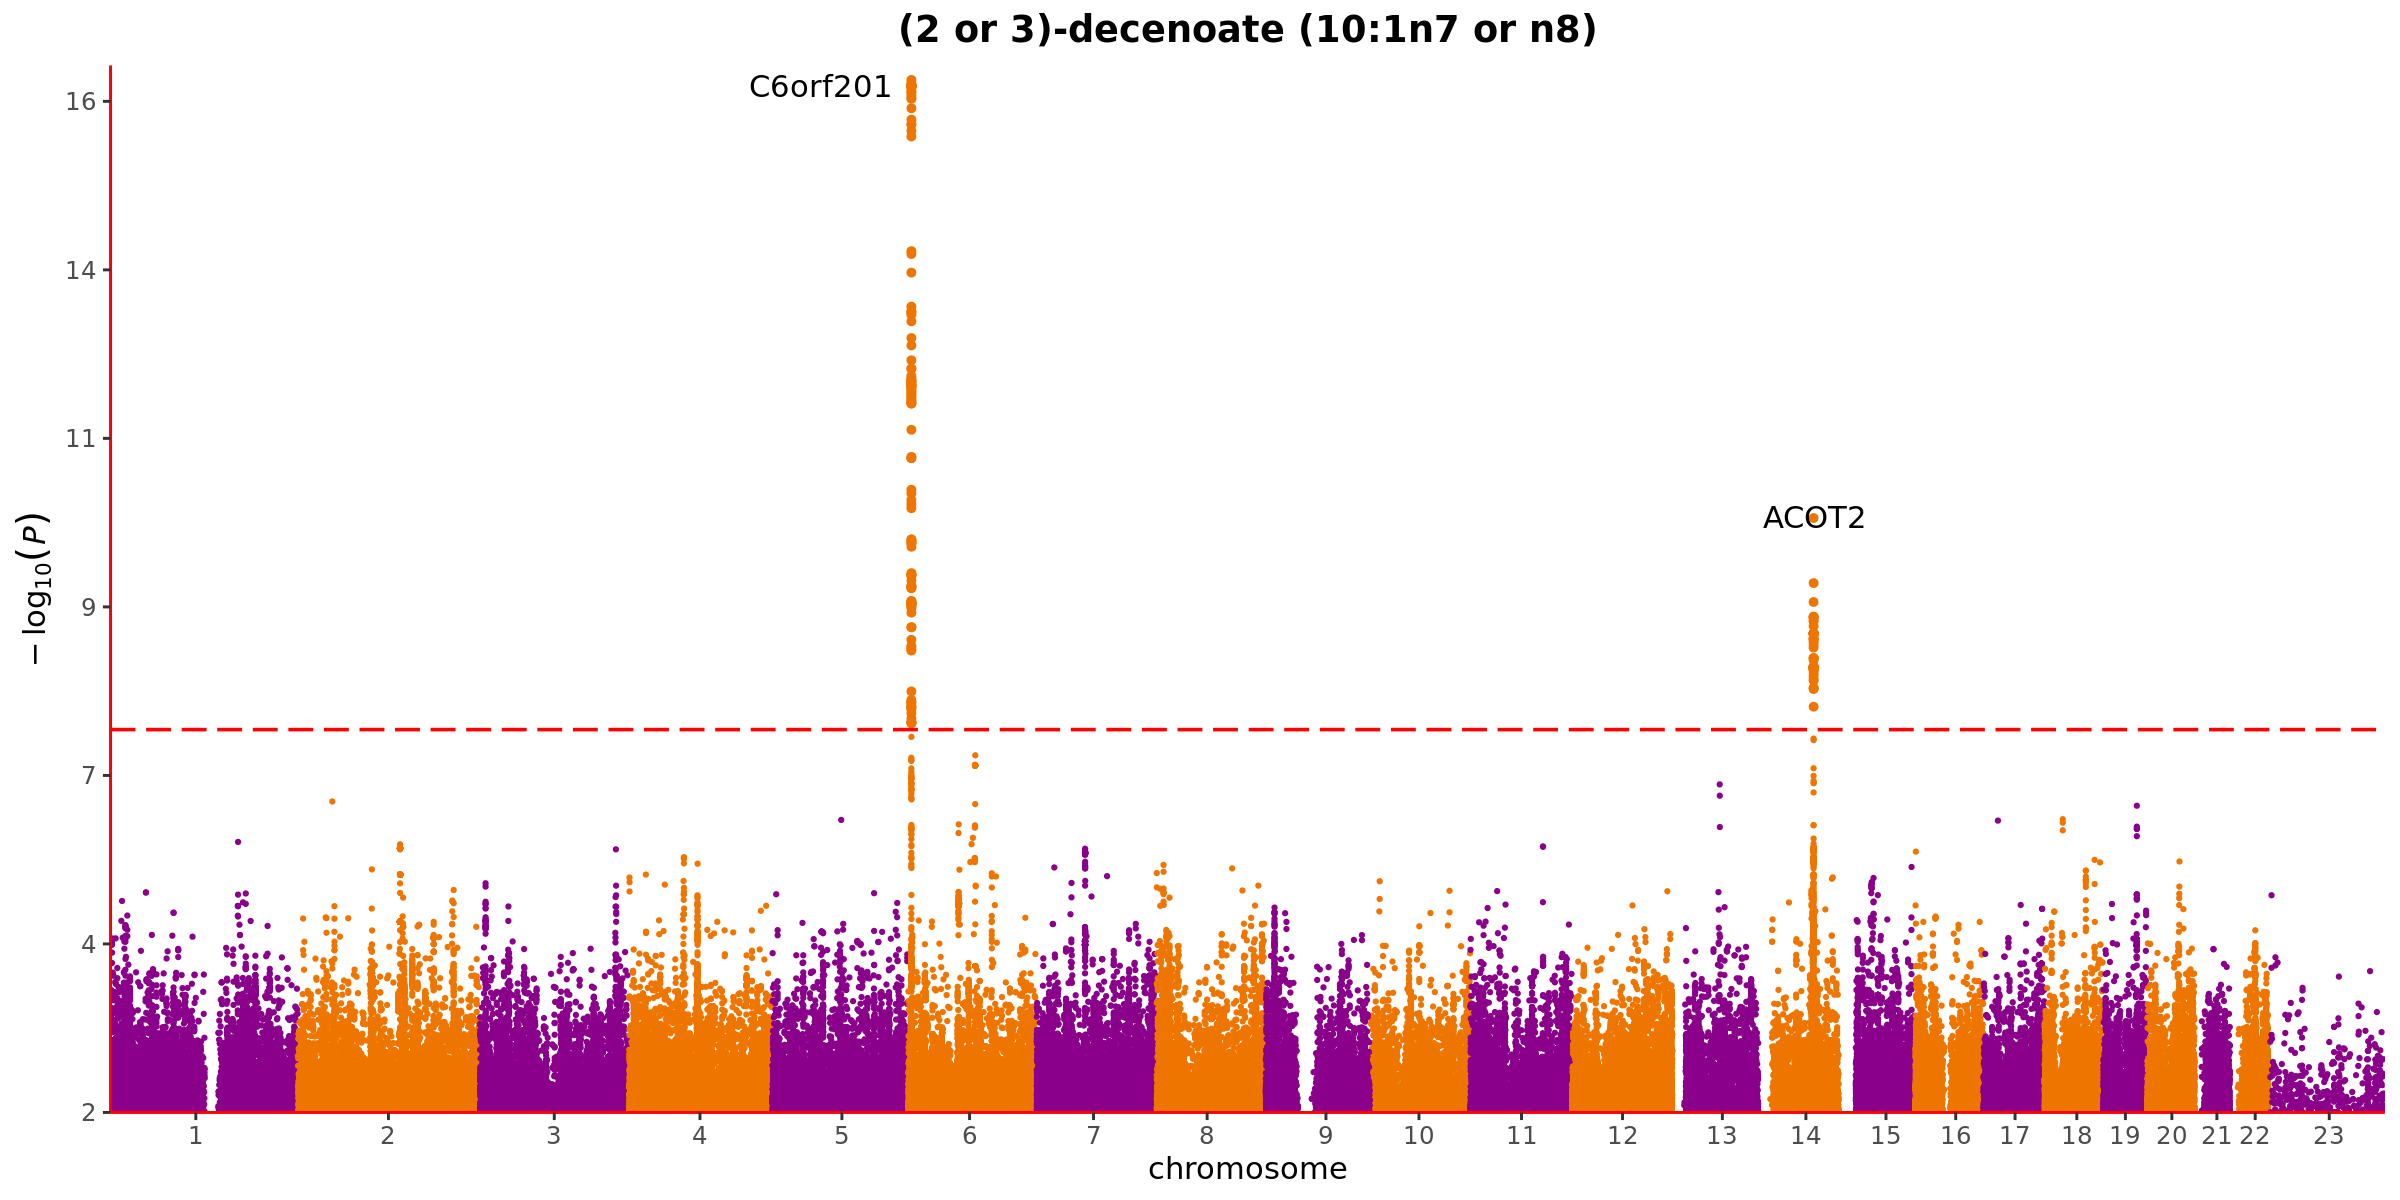 (2 or 3)-decenoate (10:1n7 or n8)
C6orf201
ACOT2
− log10(P)
16
14
11
9
7
4
2
1 2 3 4 5 6 7 8 9 10 11 12 13 14 15 16 17 18 19 20 21 22 23
chromosome